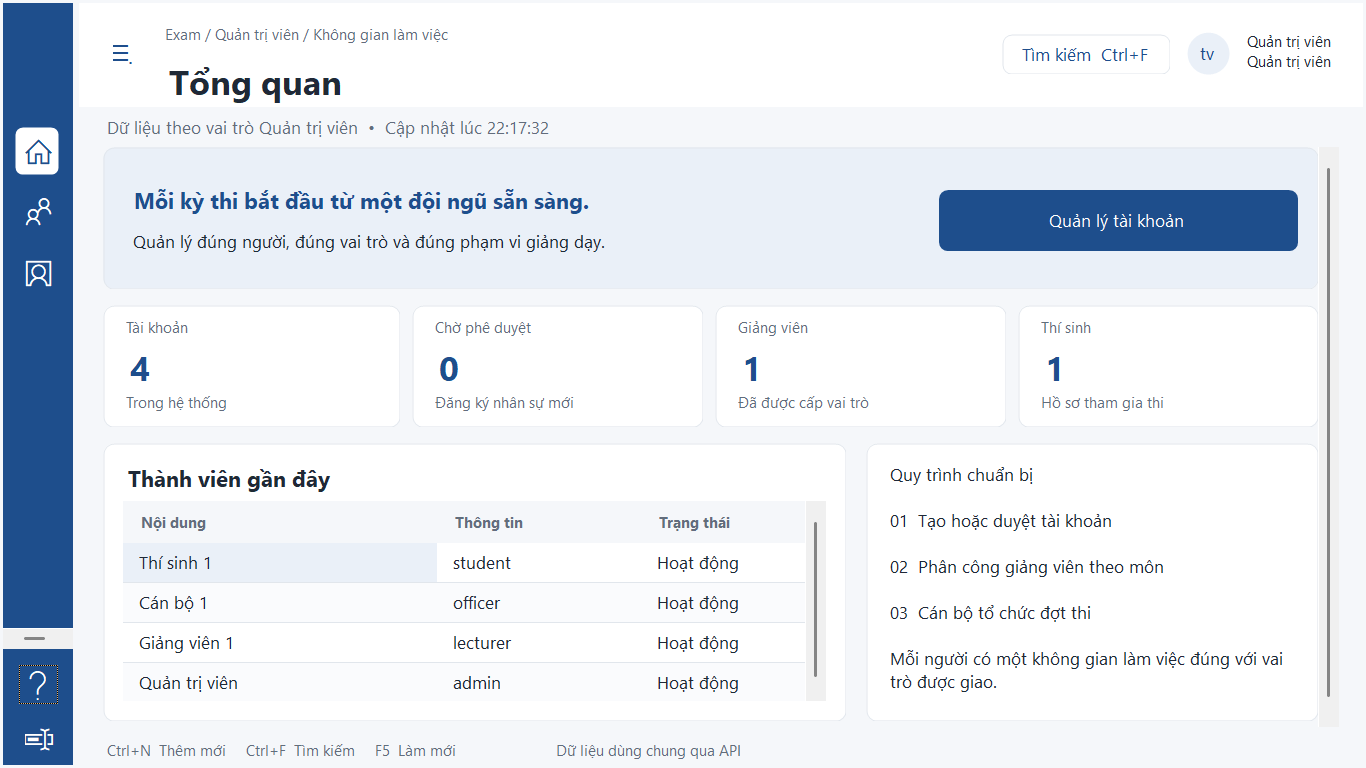 Exam / Quản trị viên / Không gian làm việc
Tổng quan
Tìm kiếm Ctrl+F
tv
Quản trị viên
Quản trị viên
Dữ liệu theo vai trò Quản trị viên • Cập nhật lúc 22:17:32
Mỗi kỳ thi bắt đầu từ một đội ngũ sẵn sàng.
Quản lý đúng người, đúng vai trò và đúng phạm vi giảng dạy.
Quản lý tài khoản
Tài khoản
4
Trong hệ thống
Chờ phê duyệt
0
Đăng ký nhân sự mới
Giảng viên
1
Đã được cấp vai trò
Thí sinh
1
Hồ sơ tham gia thi
Thành viên gần đây
Nội dung Thông tin Trạng thái
Thí sinh 1 student Hoạt động
Cán bộ 1 officer Hoạt động
Giảng viên 1 lecturer Hoạt động
Quản trị viên admin Hoạt động
Quy trình chuẩn bị
01 Tạo hoặc duyệt tài khoản
02 Phân công giảng viên theo môn
03 Cán bộ tổ chức đợt thi
Mỗi người có một không gian làm việc đúng với vai
trò được giao.
?
Ctrl+N Thêm mới Ctrl+F Tìm kiếm F5 Làm mới Dữ liệu dùng chung qua API